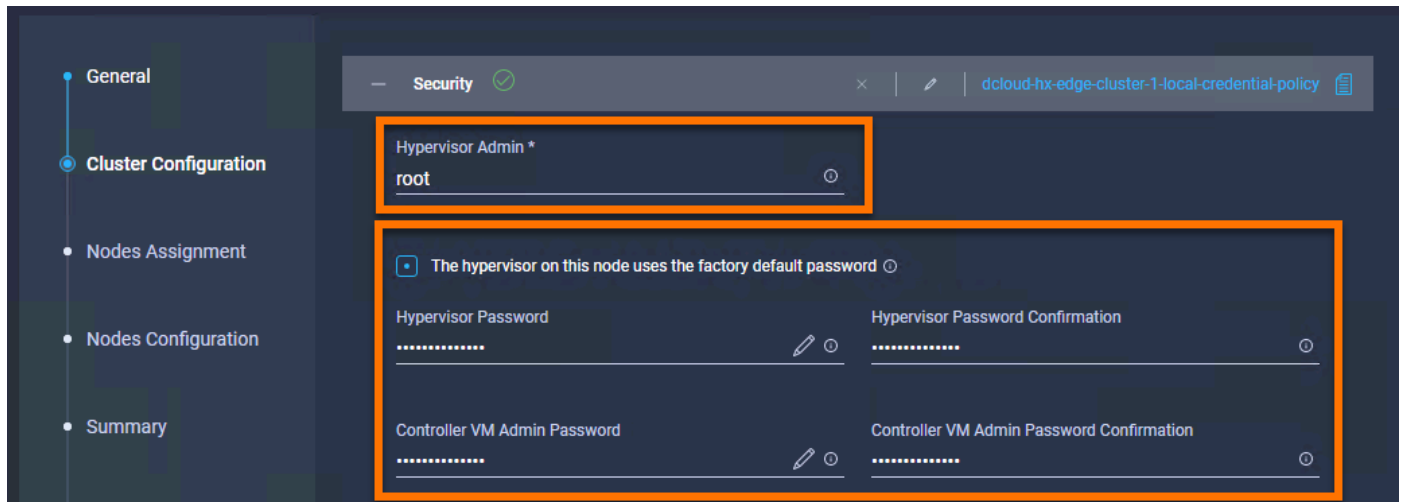 General
Cluster Configuration
Nodes Assignment
Nodes Configuration
Summary
Security
dcloud-hx-edge-cluster-1-local-credential-policy
Hypervisor Admin *
root
The hypervisor on this node uses the factory default password
Hypervisor Password
Hypervisor Password Confirmation
••••••••••••••
••••••••••••••
Controller VM Admin Password
Controller VM Admin Password Confirmation
••••••••••••••
••••••••••••••